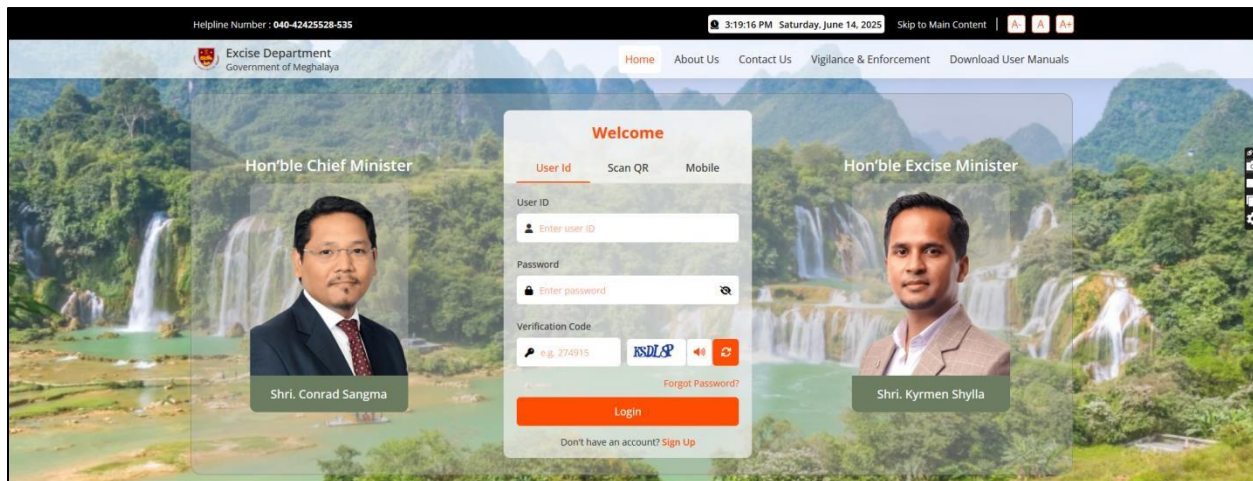 Helpline Number : 040-42425528-535
3:19:16 PM Saturday, June 14, 2025
Skip to Main Content
A- A A+
Excise Department
Government of Meghalaya
Home About Us Contact Us Vigilance & Enforcement Download User Manuals
Welcome
Hon'ble Chief Minister
User Id Scan QR Mobile
Hon'ble Excise Minister
User ID
Enter user ID
Password
Enter password
Verification Code
e.g. 274915
Forgot Password?
Shri. Conrad Sangma
Shri. Kyrmen Shylla
Login
Don't have an account? Sign Up